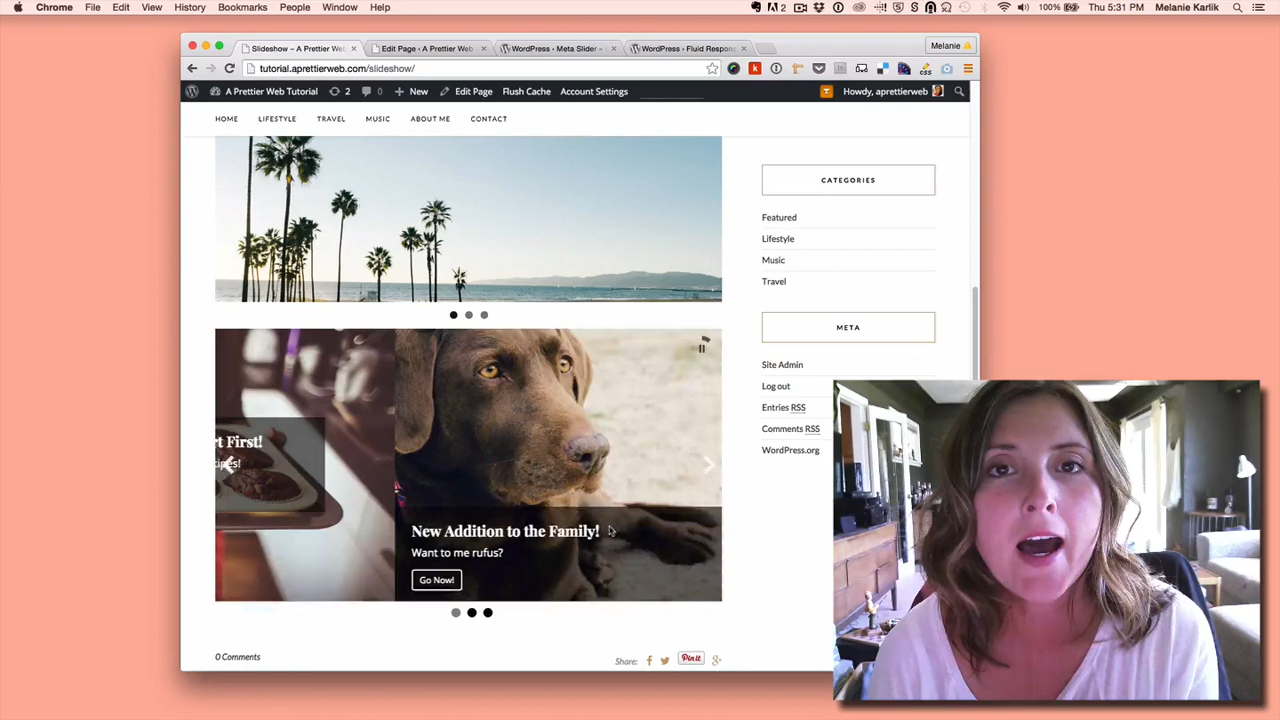 Chrome File Edit View History Bookmarks People Window Help 2 100% Thu 5:31 PM Melanie Karlik
Slideshow – A Prettier Web Edit Page ‹ A Prettier Web WordPress › Meta Slider « WordPress › Fluid Respon Melanie
tutorial.aprettierweb.com/slideshow/
A Prettier Web Tutorial 2 0 New Edit Page Flush Cache Account Settings Howdy, aprettierweb
HOME LIFESTYLE TRAVEL MUSIC ABOUT ME CONTACT
CATEGORIES
Featured
Lifestyle
Music
Travel
META
Site Admin
Log out
Entries RSS
Comments RSS
WordPress.org
t First!
New Addition to the Family!
Want to me rufus?
Go Now!
0 Comments
Share: Pin it